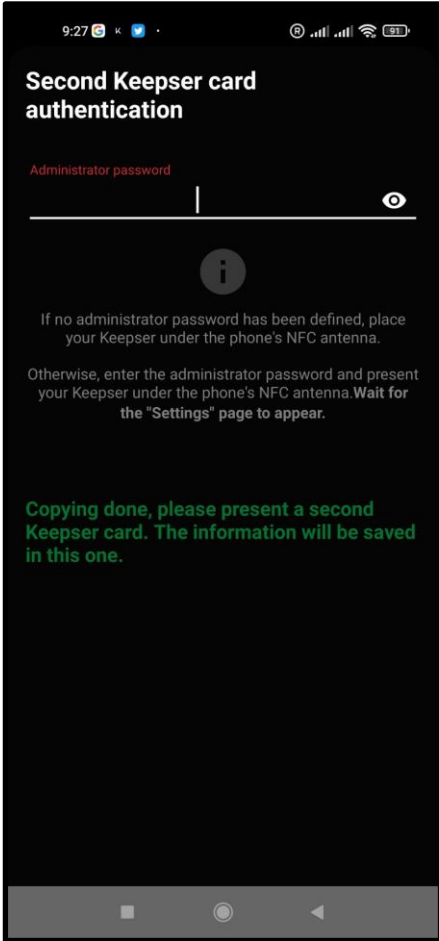 9:27 G K ·
R 91
Second Keepser card
authentication
Administrator password
i
If no administrator password has been defined, place
your Keepser under the phone's NFC antenna.
Otherwise, enter the administrator password and present
your Keepser under the phone's NFC antenna.Wait for
the "Settings" page to appear.
Copying done, please present a second
Keepser card. The information will be saved
in this one.